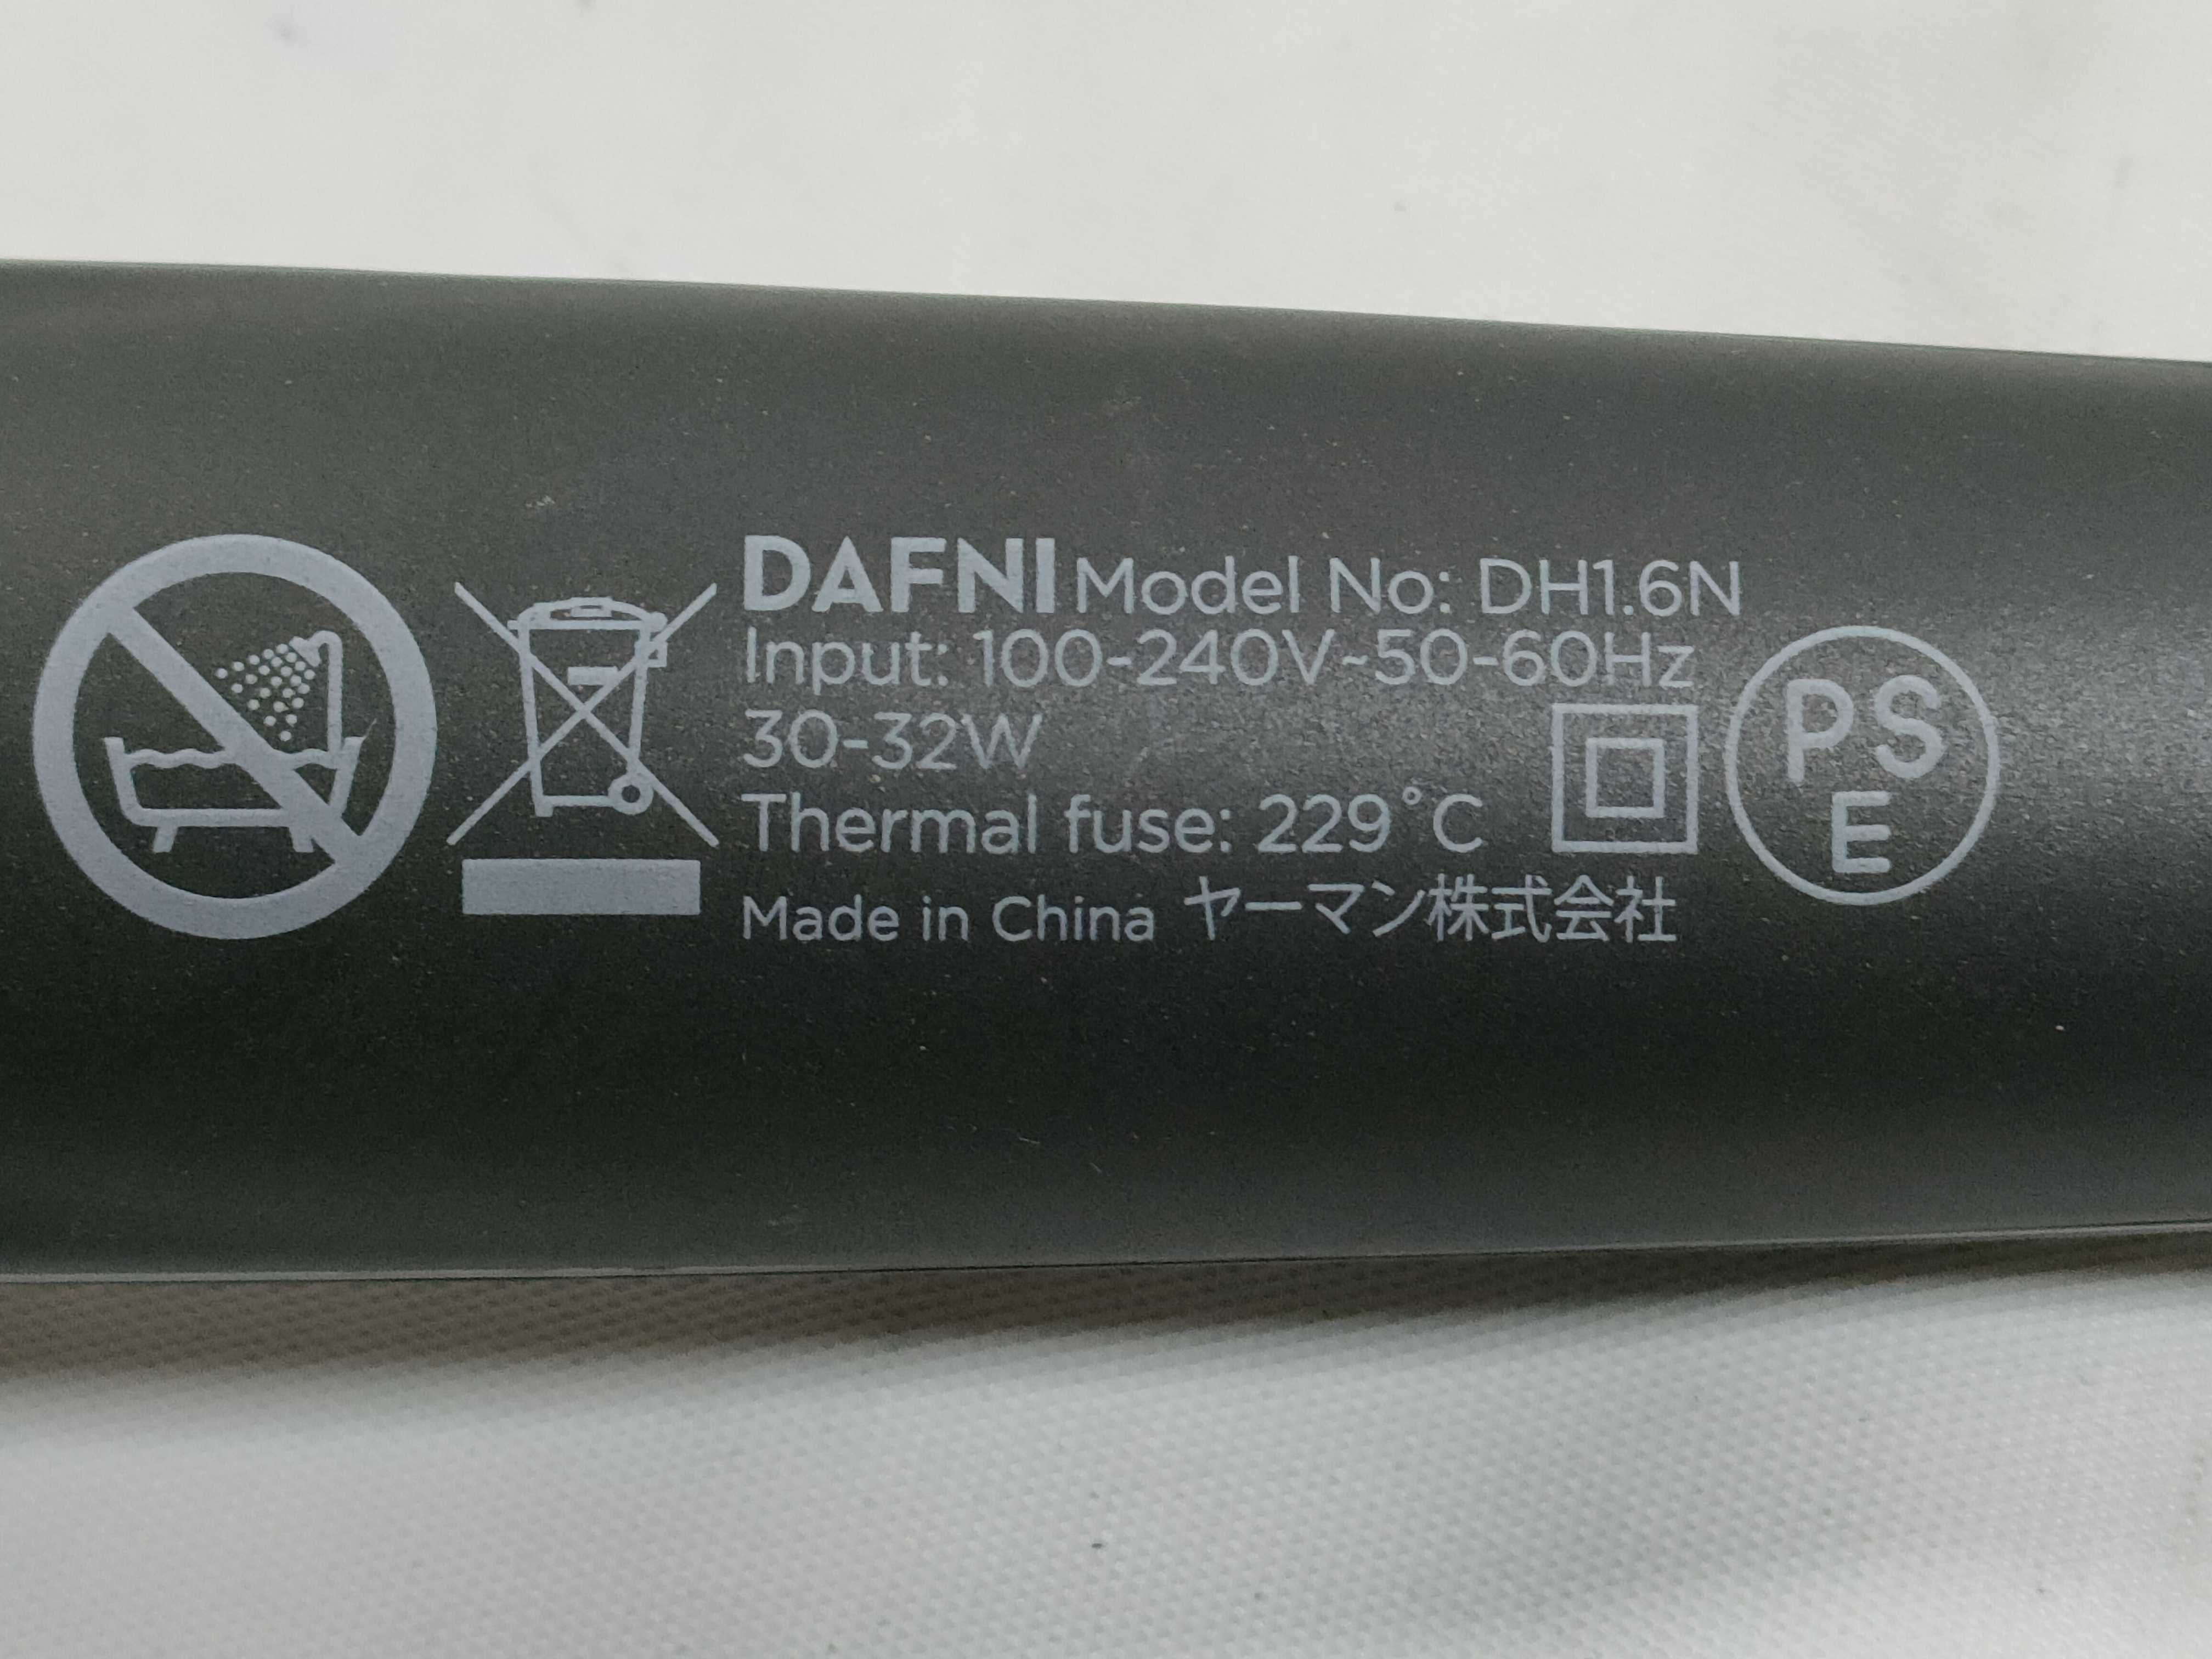 DAFNI Model No: DH1.6N
Input: 100-240V~50-60Hz
30-32W
Thermal fuse: 229°C
Made in China ヤーマン株式会社
PS
E